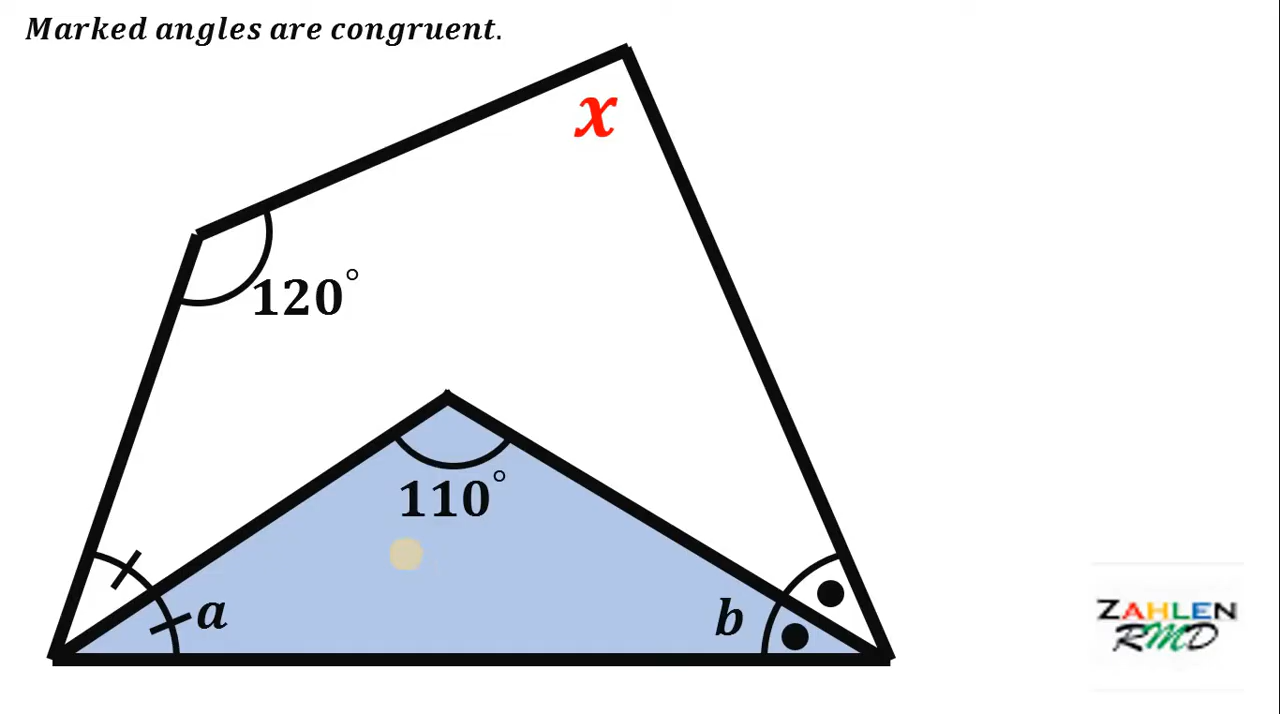 Marked angles are congruent.
x
120°
110°
a
b
ZAHLEN
RMD